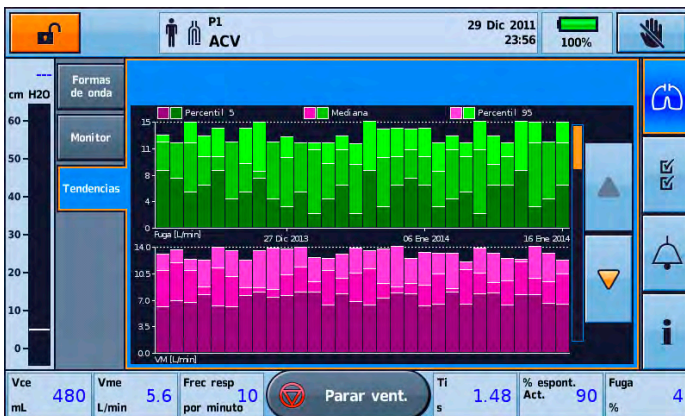 P1
ACV
29 Dic 2011
23:56
100%
---
cm H2O
60
50
40
30
20
10
0
Formas
de onda
Monitor
Tendencias
Percentil 5
Mediana
Percentil 95
15
11
8
4
0
Fuga [L/min]
27 Dic 2013
06 Ene 2014
16 Ene 2014
14.0
10.5
7.0
3.5
0.0
VM [L/min]
Vce
480
mL
Vme
5.6
L/min
Frec resp
10
por minuto
Parar vent.
Ti
1.48
s
% espont.
Act.
90
Fuga
4
%
i